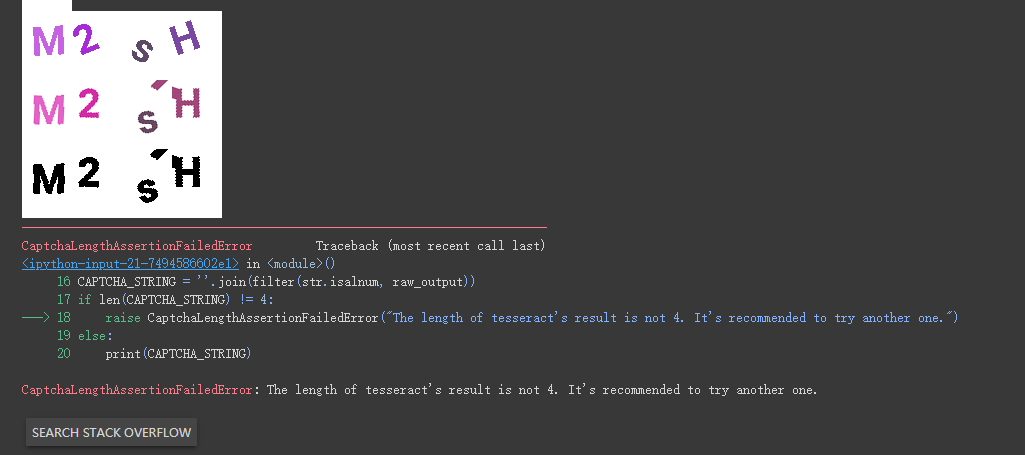 M2 sH
M2 s'H
M2 s'H
CaptchaLengthAssertionFailedError Traceback (most recent call last)
<ipython-input-21-7494586602e1> in <module>()
16 CAPTCHA_STRING = ''.join(filter(str.isalnum, raw_output))
17 if len(CAPTCHA_STRING) != 4:
---> 18 raise CaptchaLengthAssertionFailedError("The length of tesseract's result is not 4. It's recommended to try another one.")
19 else:
20 print(CAPTCHA_STRING)
CaptchaLengthAssertionFailedError: The length of tesseract's result is not 4. It's recommended to try another one.
SEARCH STACK OVERFLOW